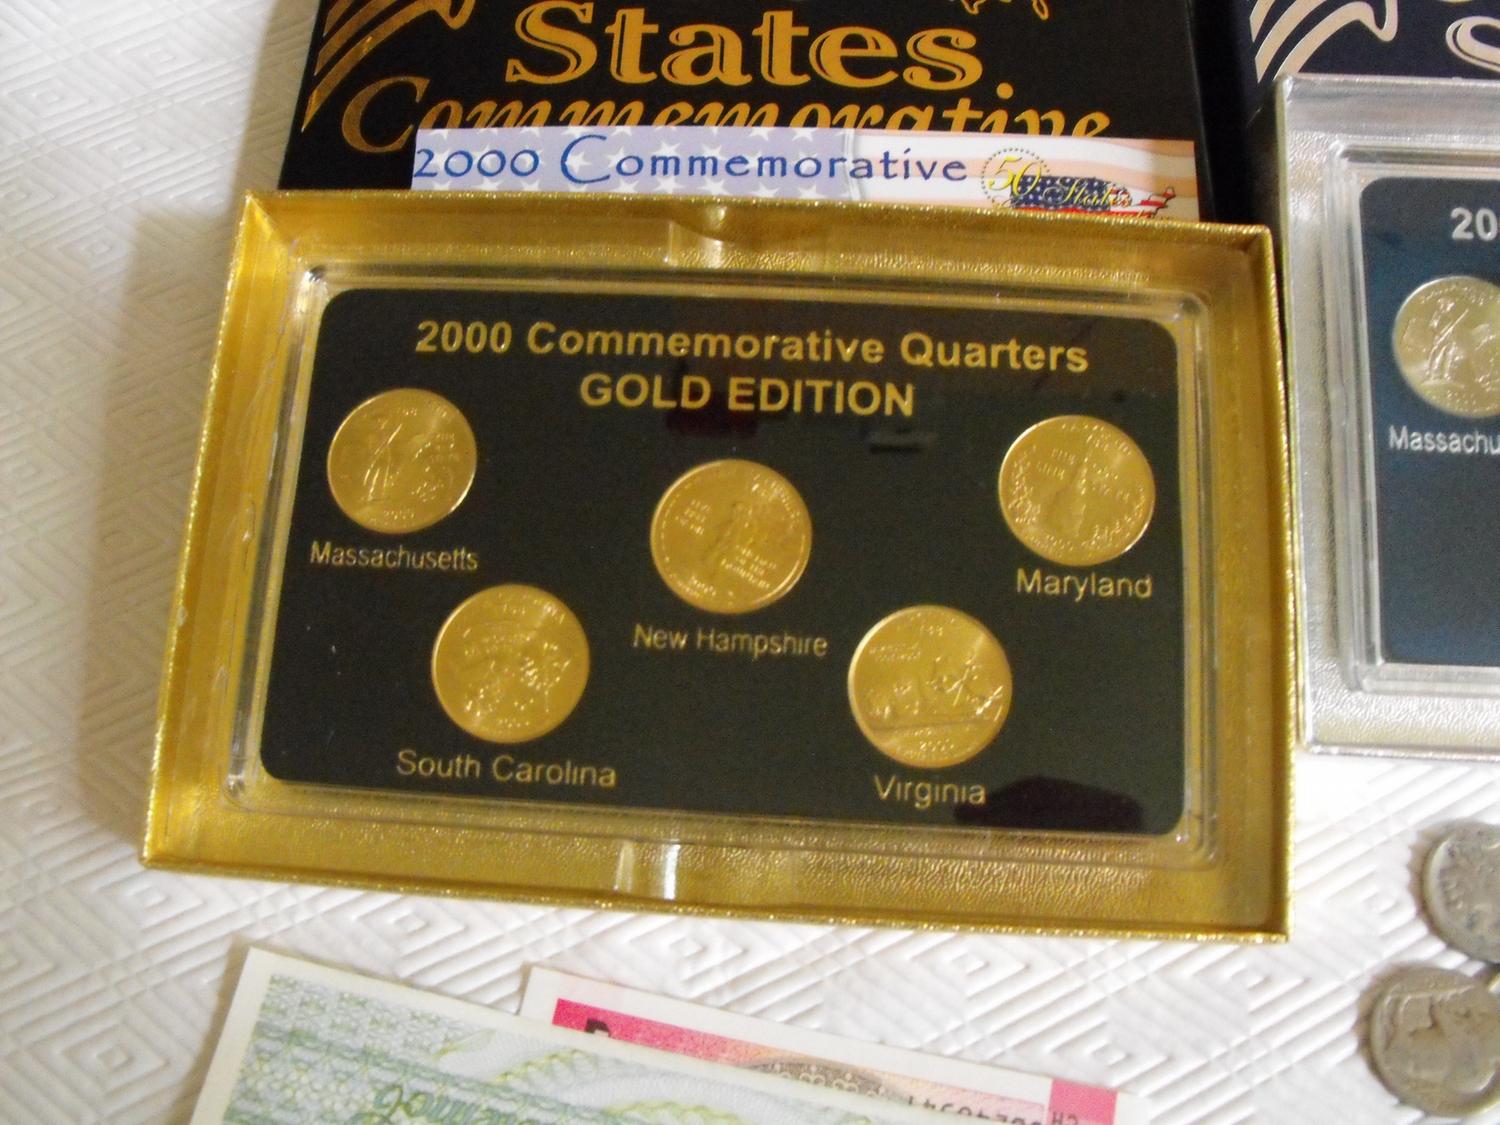 States
Commemorative
2000 Commemorative
50 States
2000 Commemorative Quarters
GOLD EDITION
Massachusetts
New Hampshire
Maryland
South Carolina
Virginia
20
Massachu
S